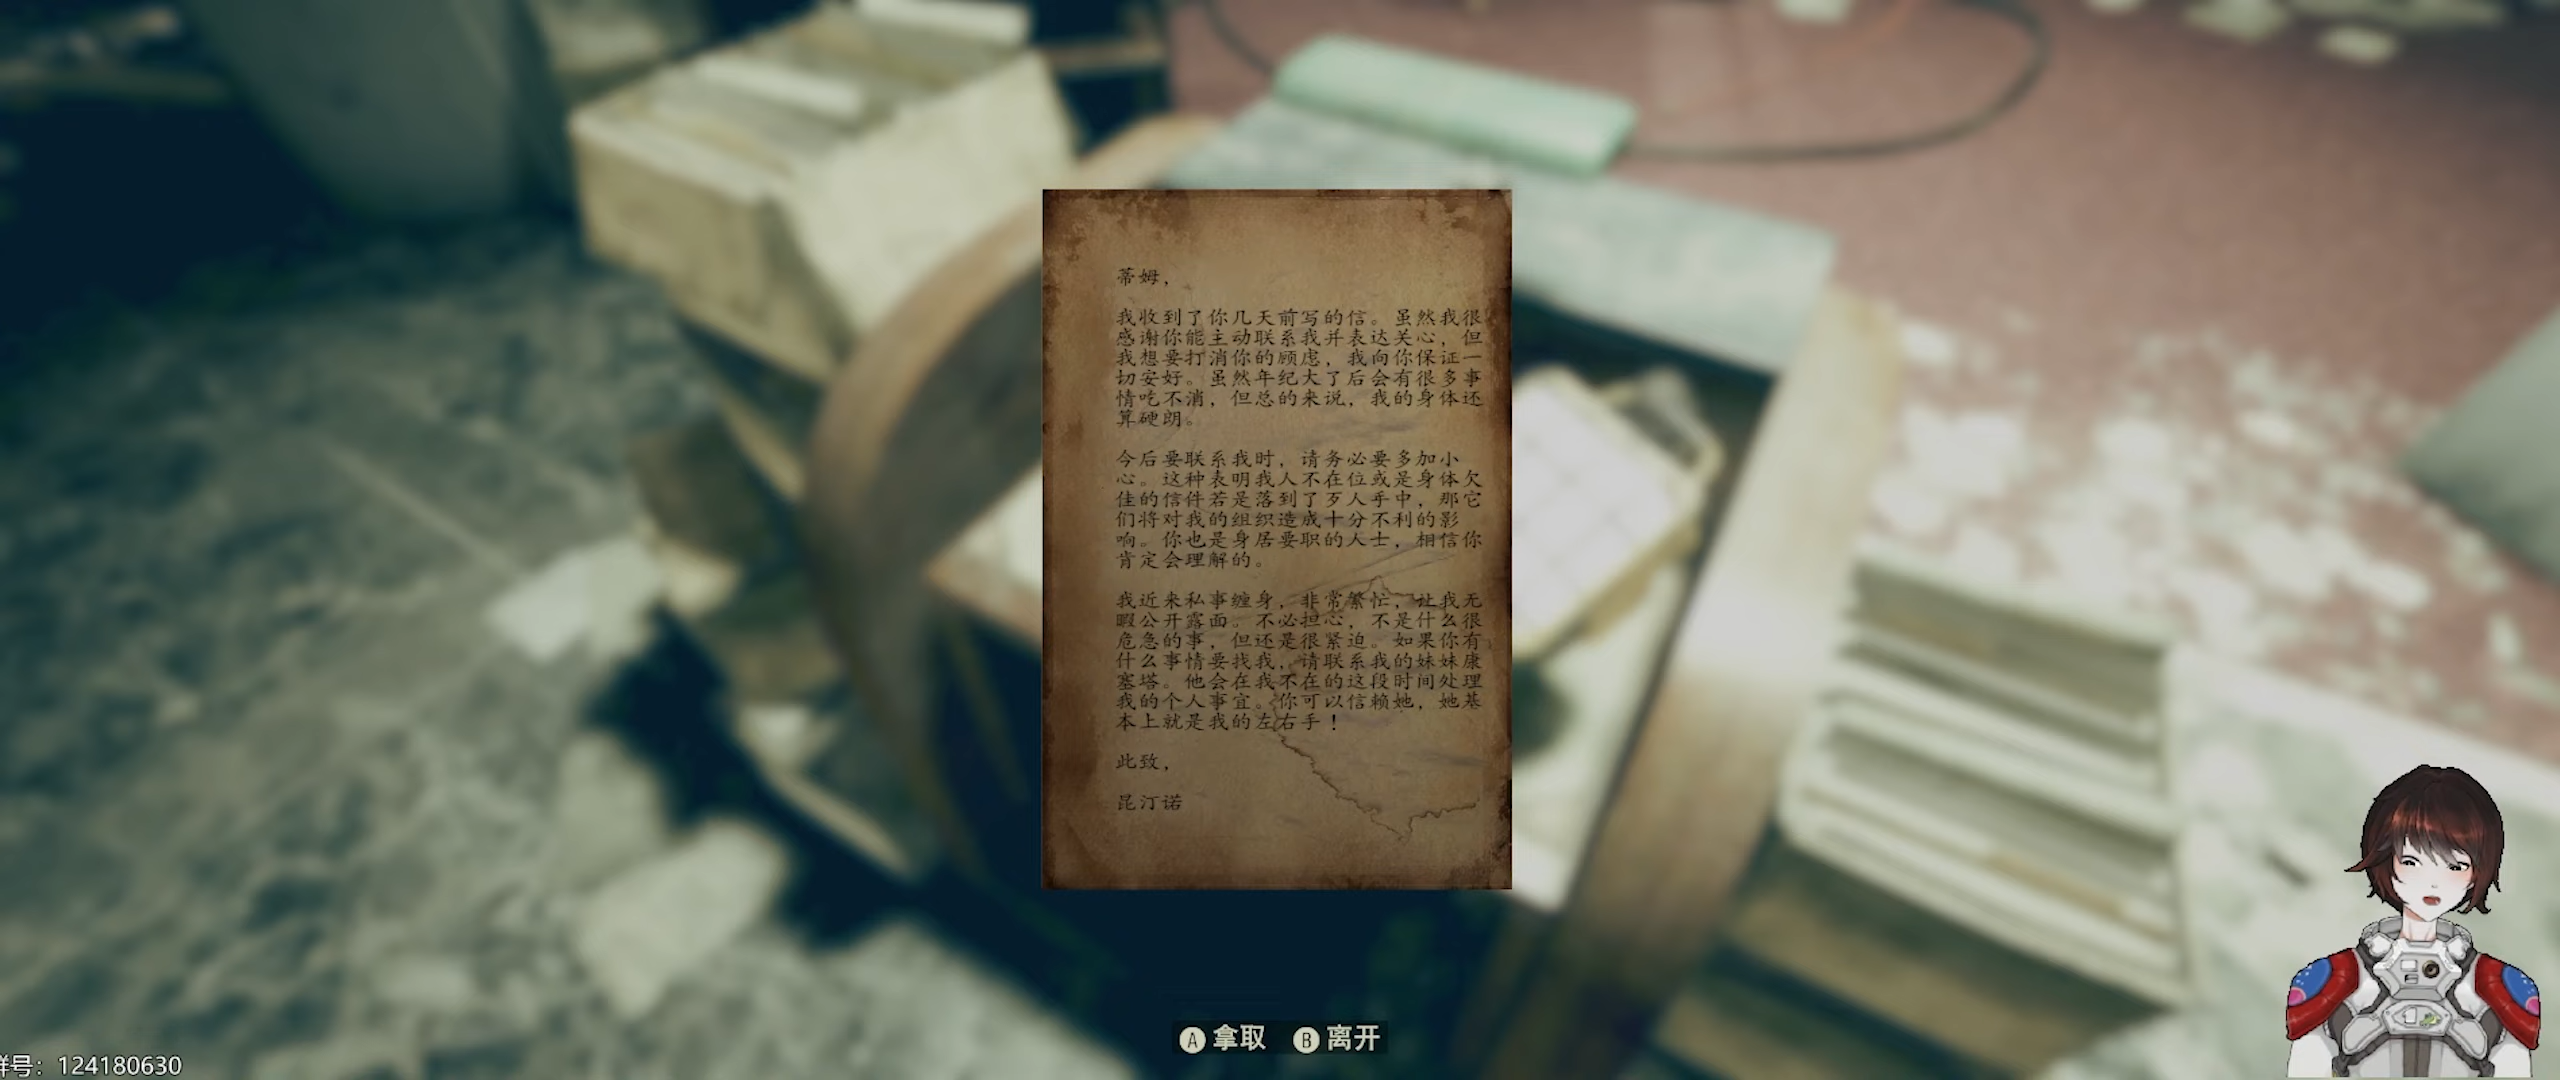 蒂姆，
我收到了你几天前写的信。虽然我很
感谢你能主动联系我并表达关心，但
我想要打消你的顾虑，我向你保证一
切安好。虽然年纪大了后会有很多事
情吃不消，但总的来说，我的身体还
算硬朗。
今后要联系我时，请务必要多加小
心。这种表明我人不在位或是身体欠
佳的信件若是落到了歹人手中，那它
们将对我的组织造成十分不利的影
响。你也是身居要职的人士，相信你
肯定会理解的。
我近来私事缠身，非常繁忙，让我无
暇公开露面。不必担心，不是什么很
危急的事，但还是很紧迫。如果你有
什么事情要找我，请联系我的妹妹康
塞塔。他会在我不在的这段时间处理
我的个人事宜。你可以信赖她，她基
本上就是我的左右手！
此致，
昆汀诺
A 拿取 B 离开
群号：124180630